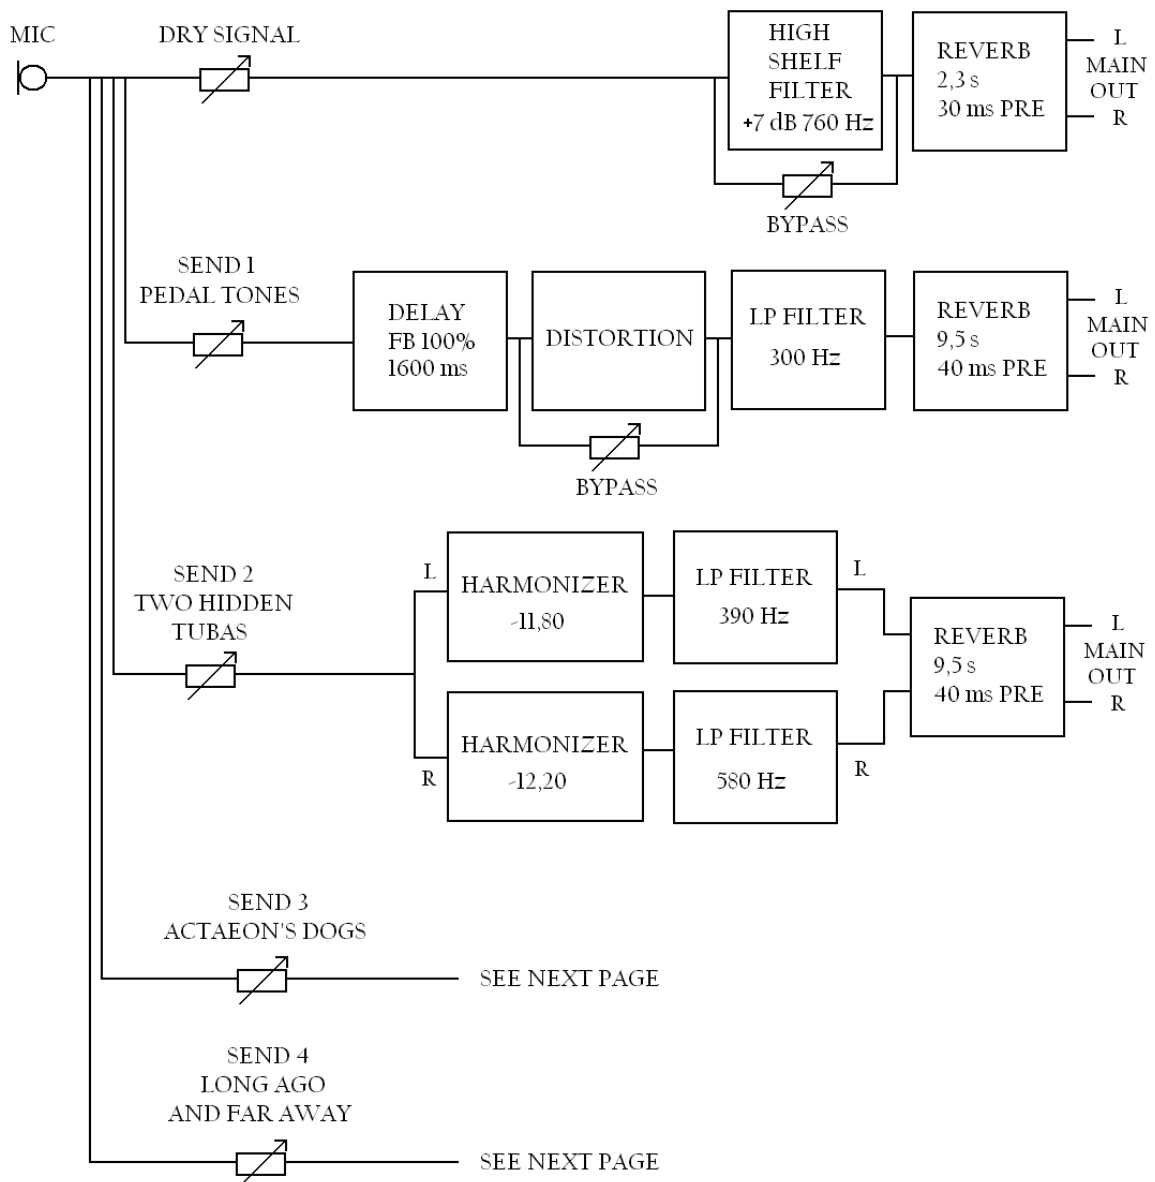 MIC
DRY SIGNAL
HIGH
SHELF
FILTER
+7 dB 760 Hz
BYPASS
REVERB
2,3 s
30 ms PRE
L
MAIN
OUT
R
SEND 1
PEDAL TONES
DELAY
FB 100%
1600 ms
DISTORTION
BYPASS
LP FILTER
300 Hz
REVERB
9,5 s
40 ms PRE
L
MAIN
OUT
R
SEND 2
TWO HIDDEN
TUBAS
L
HARMONIZER
-11,80
LP FILTER
390 Hz
L
R
HARMONIZER
-12,20
LP FILTER
580 Hz
R
REVERB
9,5 s
40 ms PRE
L
MAIN
OUT
R
SEND 3
ACTAEON'S DOGS
SEE NEXT PAGE
SEND 4
LONG AGO
AND FAR AWAY
SEE NEXT PAGE